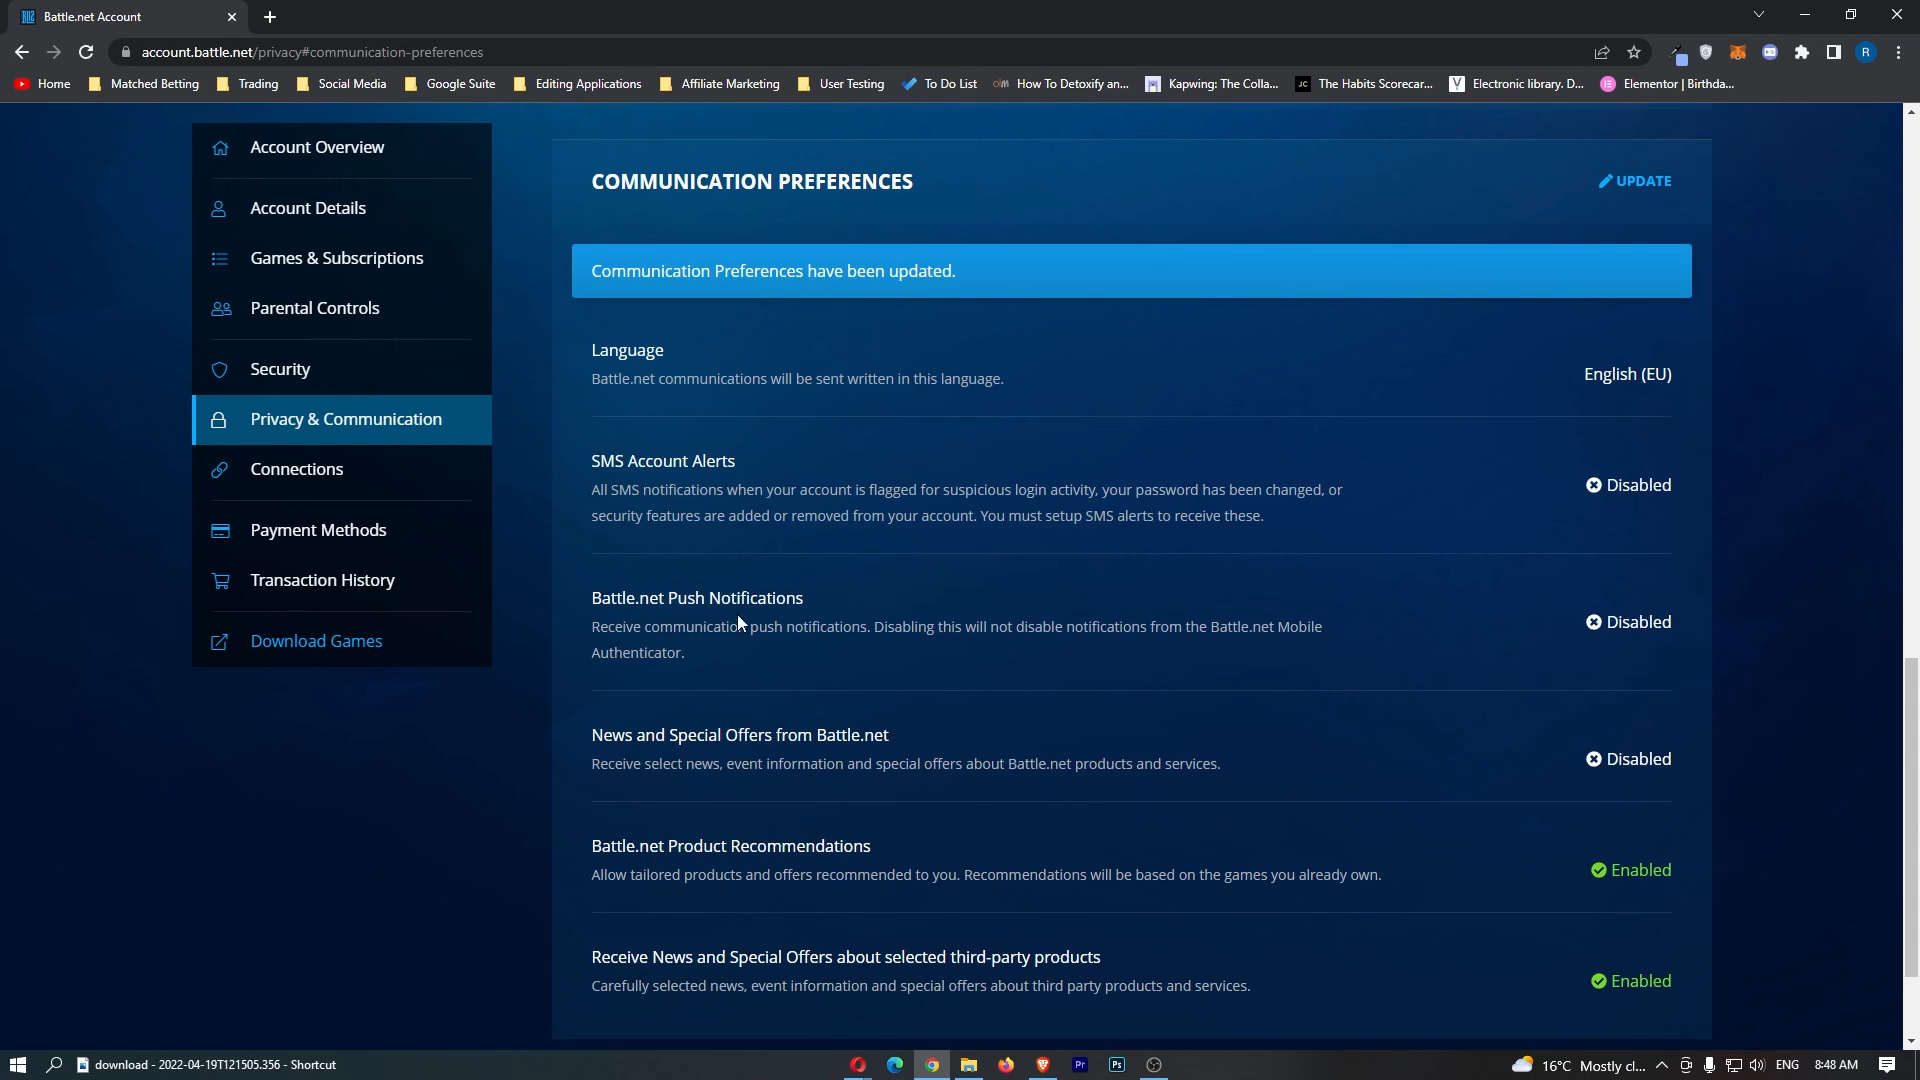 Battle.net Account
account.battle.net/privacy#communication-preferences
R
Home
Matched Betting
Trading
Social Media
Google Suite
Editing Applications
Affiliate Marketing
User Testing
To Do List
How To Detoxify an...
Kapwing: The Colla...
The Habits Scorecar...
Electronic library. D...
Elementor | Birthda...
Account Overview
Account Details
Games & Subscriptions
Parental Controls
Security
Privacy & Communication
Connections
Payment Methods
Transaction History
Download Games
COMMUNICATION PREFERENCES
UPDATE
Communication Preferences have been updated.
Language
Battle.net communications will be sent written in this language.
English (EU)
SMS Account Alerts
All SMS notifications when your account is flagged for suspicious login activity, your password has been changed, or
security features are added or removed from your account. You must setup SMS alerts to receive these.
Disabled
Battle.net Push Notifications
Receive communication push notifications. Disabling this will not disable notifications from the Battle.net Mobile
Authenticator.
Disabled
News and Special Offers from Battle.net
Receive select news, event information and special offers about Battle.net products and services.
Disabled
Battle.net Product Recommendations
Allow tailored products and offers recommended to you. Recommendations will be based on the games you already own.
Enabled
Receive News and Special Offers about selected third-party products
Carefully selected news, event information and special offers about third party products and services.
Enabled
download - 2022-04-19T121505.356 - Shortcut
Pr
Ps
16°C Mostly cl...
ENG
8:48 AM